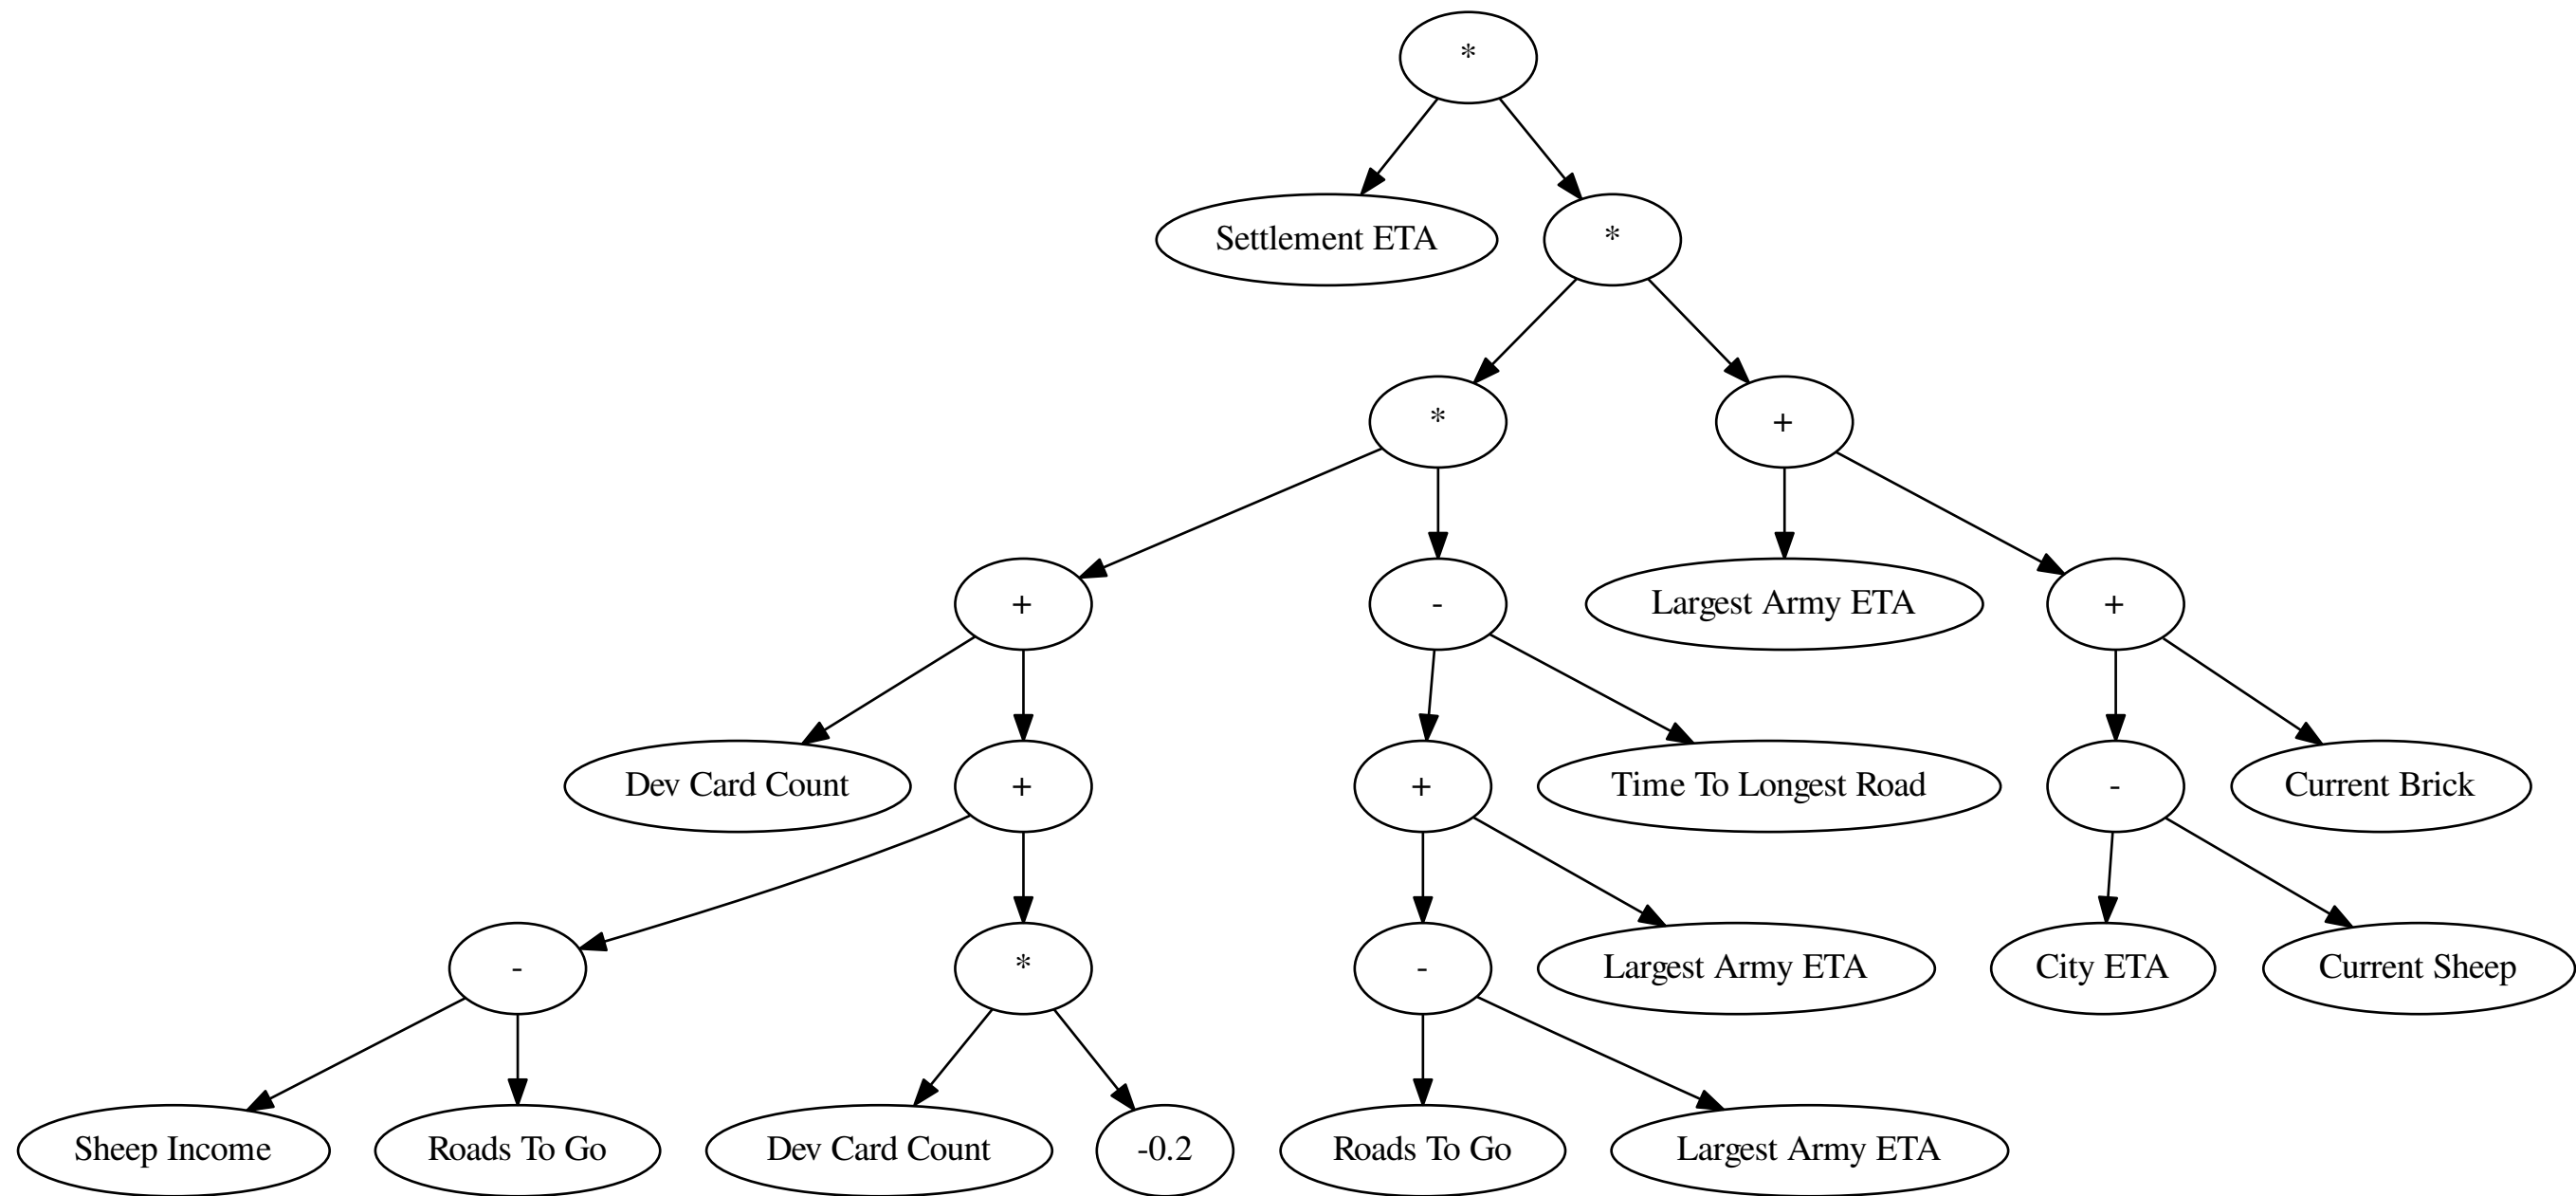 *
Settlement ETA
*
*
+
+
-
Largest Army ETA
+
Dev Card Count
+
+
Time To Longest Road
-
Current Brick
-
*
-
Largest Army ETA
City ETA
Current Sheep
Sheep Income
Roads To Go
Dev Card Count
-0.2
Roads To Go
Largest Army ETA